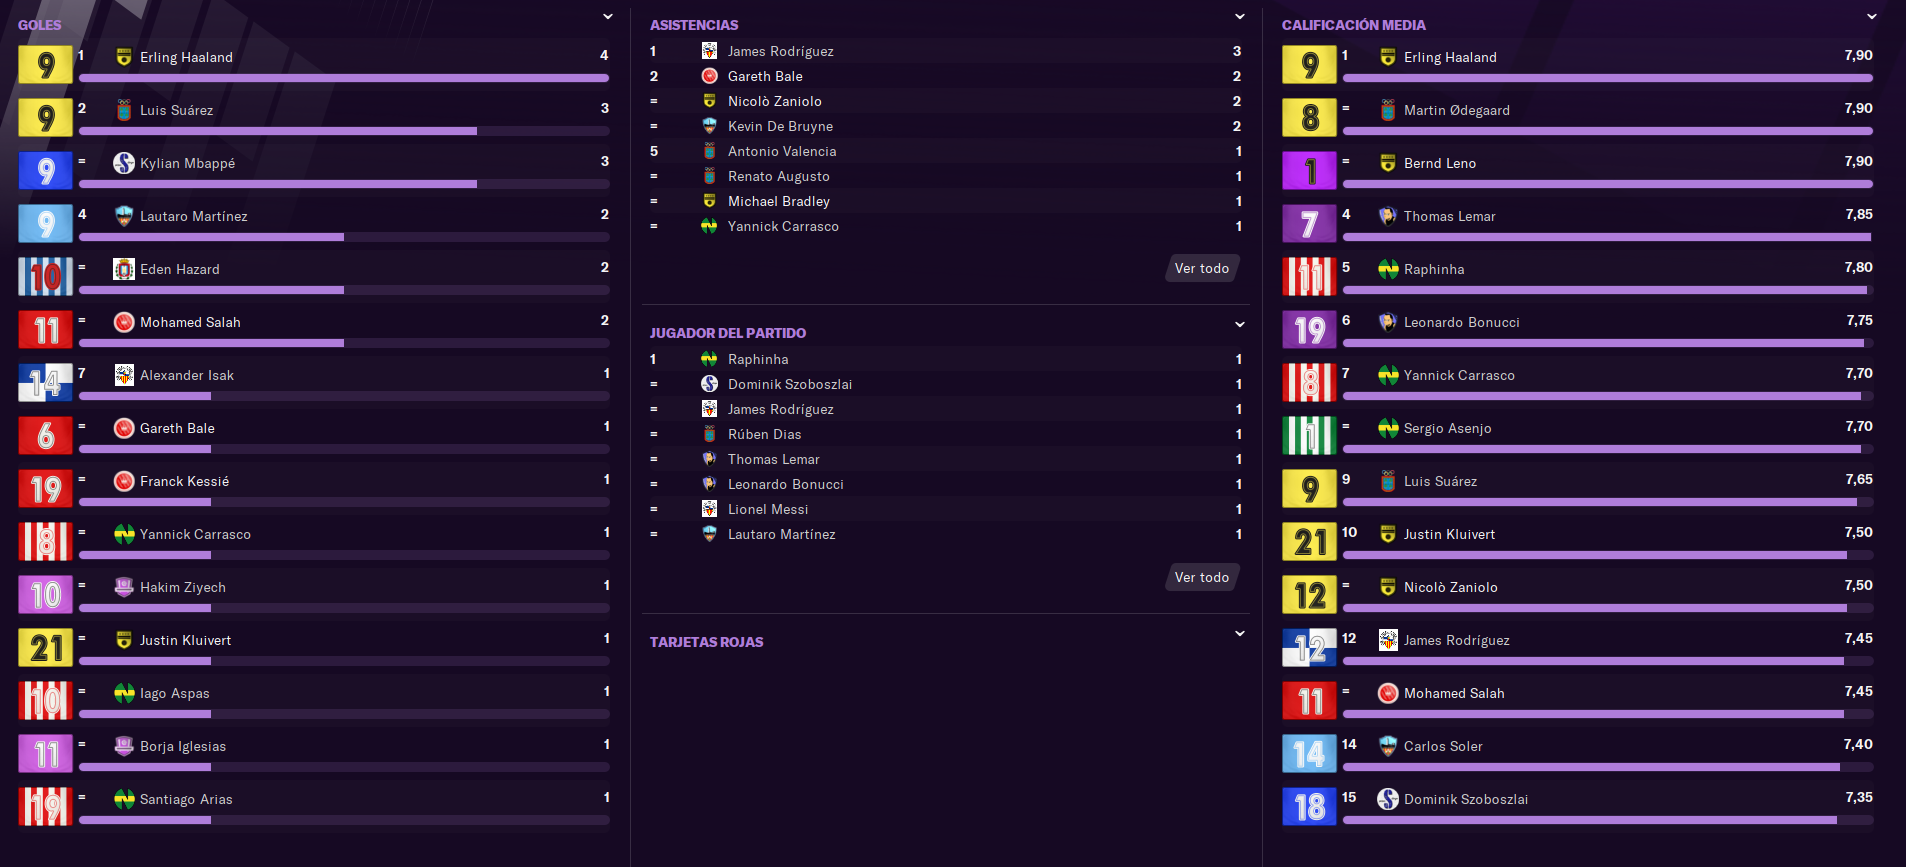 GOLES
9 1 Erling Haaland 4
9 2 Luis Suárez 3
9 = Kylian Mbappé 3
9 4 Lautaro Martínez 2
10 = Eden Hazard 2
11 = Mohamed Salah 2
14 7 Alexander Isak 1
6 = Gareth Bale 1
19 = Franck Kessié 1
8 = Yannick Carrasco 1
10 = Hakim Ziyech 1
21 = Justin Kluivert 1
10 = Iago Aspas 1
11 = Borja Iglesias 1
19 = Santiago Arias 1
ASISTENCIAS
1 James Rodríguez 3
2 Gareth Bale 2
= Nicolò Zaniolo 2
= Kevin De Bruyne 2
5 Antonio Valencia 1
= Renato Augusto 1
= Michael Bradley 1
= Yannick Carrasco 1
Ver todo
JUGADOR DEL PARTIDO
1 Raphinha 1
= Dominik Szoboszlai 1
= James Rodríguez 1
= Rúben Dias 1
= Thomas Lemar 1
= Leonardo Bonucci 1
= Lionel Messi 1
= Lautaro Martínez 1
Ver todo
TARJETAS ROJAS
CALIFICACIÓN MEDIA
9 1 Erling Haaland 7,90
8 = Martin Ødegaard 7,90
1 = Bernd Leno 7,90
7 4 Thomas Lemar 7,85
11 5 Raphinha 7,80
19 6 Leonardo Bonucci 7,75
8 7 Yannick Carrasco 7,70
1 = Sergio Asenjo 7,70
9 9 Luis Suárez 7,65
21 10 Justin Kluivert 7,50
12 = Nicolò Zaniolo 7,50
12 12 James Rodríguez 7,45
11 = Mohamed Salah 7,45
14 14 Carlos Soler 7,40
18 15 Dominik Szoboszlai 7,35